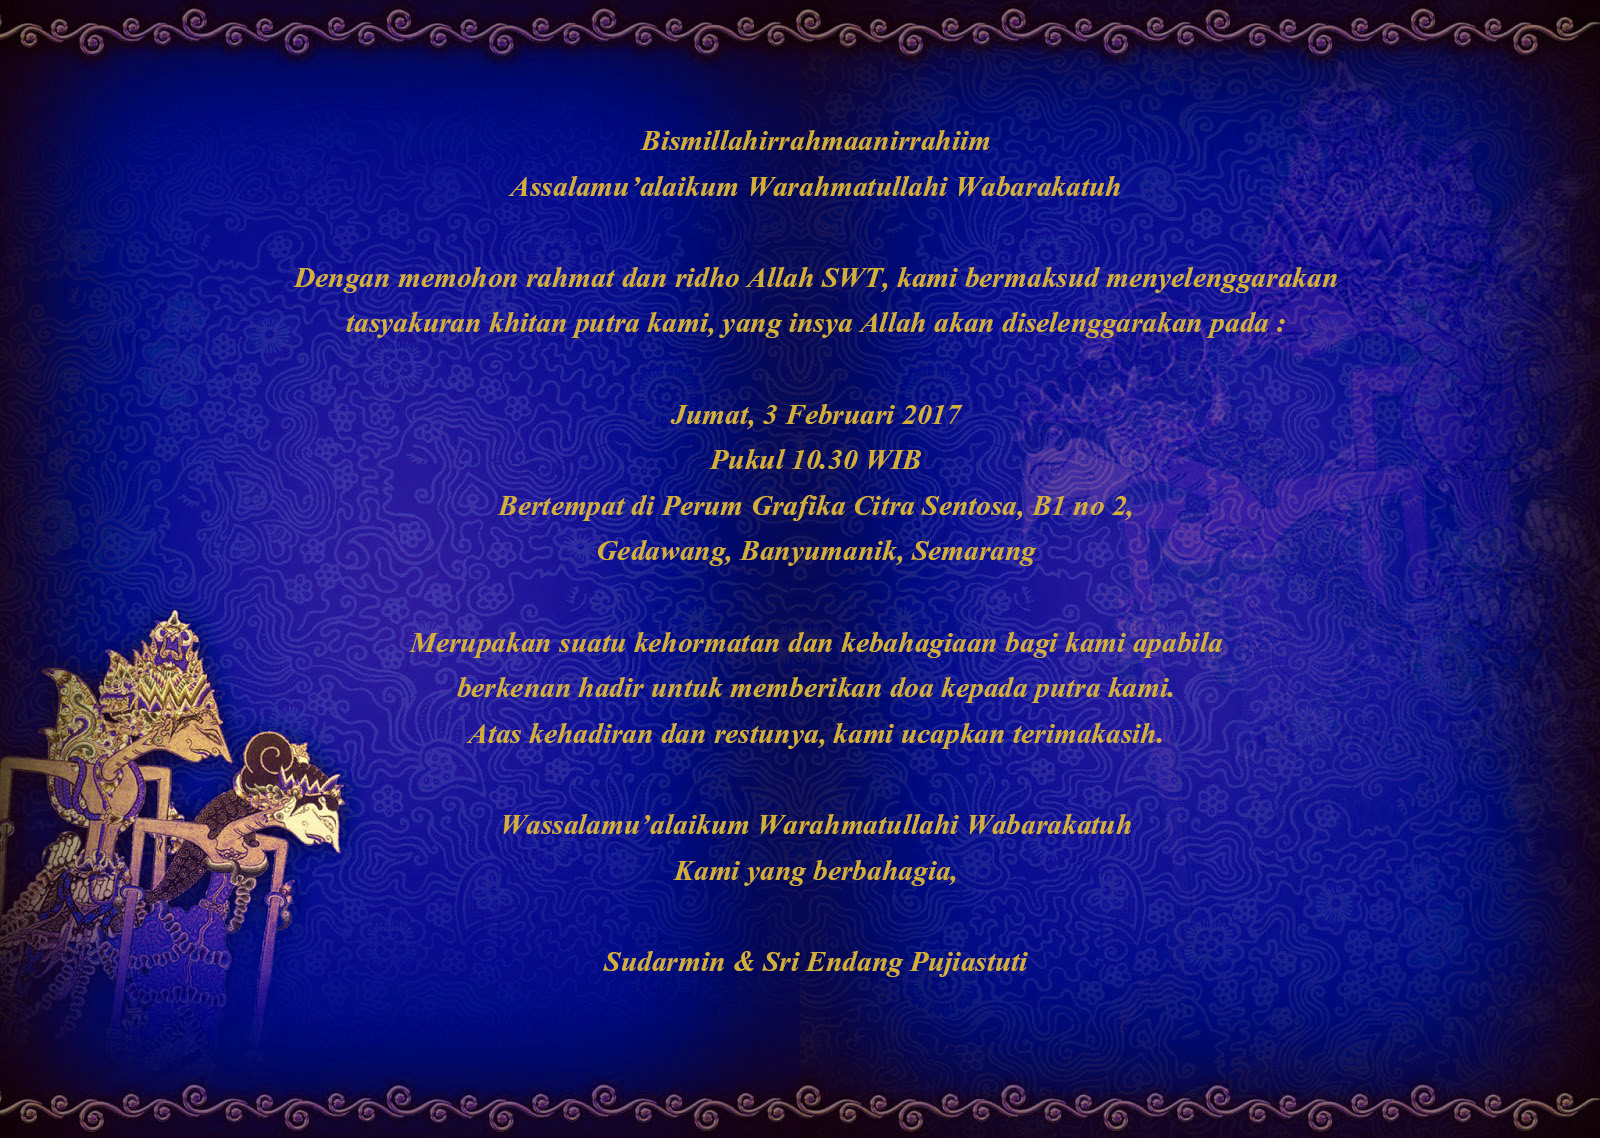 Bismillahirrahmaanirrahiim
Assalamu’alaikum Warahmatullahi Wabarakatuh
Dengan memohon rahmat dan ridho Allah SWT, kami bermaksud menyelenggarakan
tasyakuran khitan putra kami, yang insya Allah akan diselenggarakan pada :
Jumat, 3 Februari 2017
Pukul 10.30 WIB
Bertempat di Perum Grafika Citra Sentosa, B1 no 2,
Gedawang, Banyumanik, Semarang
Merupakan suatu kehormatan dan kebahagiaan bagi kami apabila
berkenan hadir untuk memberikan doa kepada putra kami.
Atas kehadiran dan restunya, kami ucapkan terimakasih.
Wassalamu’alaikum Warahmatullahi Wabarakatuh
Kami yang berbahagia,
Sudarmin & Sri Endang Pujiastuti